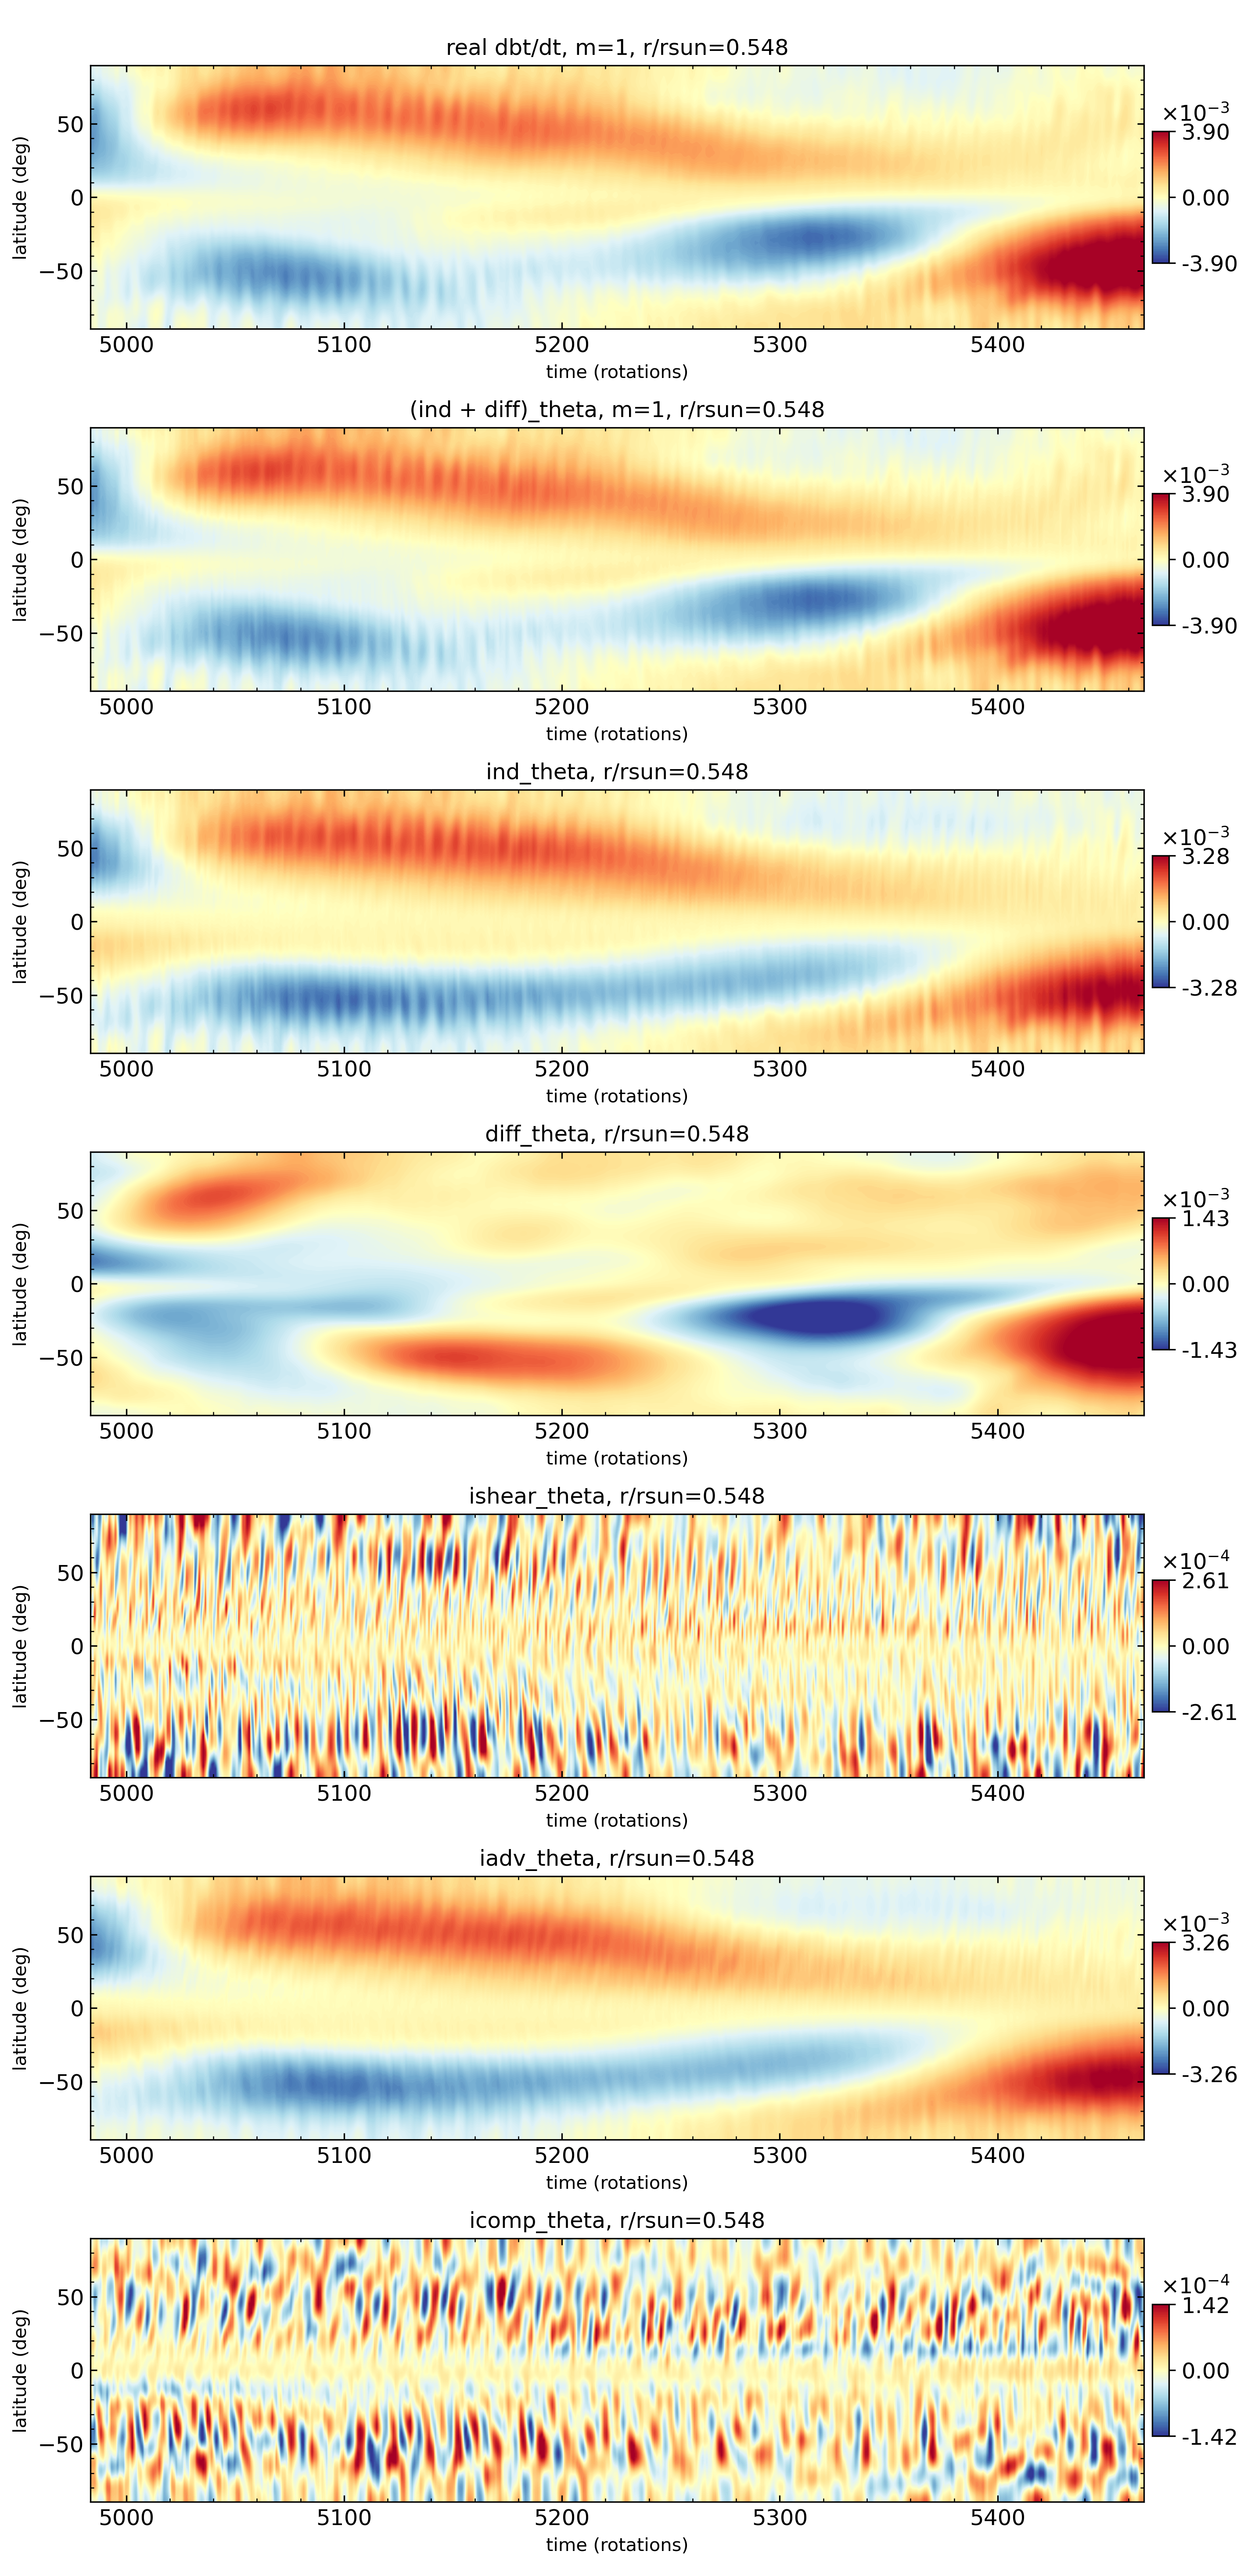 real dbt/dt, m=1, r/rsun=0.548
×10⁻³
3.90
0.00
-3.90
50
0
−50
latitude (deg)
5000 5100 5200 5300 5400
time (rotations)
(ind + diff)_theta, m=1, r/rsun=0.548
×10⁻³
3.90
0.00
-3.90
50
0
−50
latitude (deg)
5000 5100 5200 5300 5400
time (rotations)
ind_theta, r/rsun=0.548
×10⁻³
3.28
0.00
-3.28
50
0
−50
latitude (deg)
5000 5100 5200 5300 5400
time (rotations)
diff_theta, r/rsun=0.548
×10⁻³
1.43
0.00
-1.43
50
0
−50
latitude (deg)
5000 5100 5200 5300 5400
time (rotations)
ishear_theta, r/rsun=0.548
×10⁻⁴
2.61
0.00
-2.61
50
0
−50
latitude (deg)
5000 5100 5200 5300 5400
time (rotations)
iadv_theta, r/rsun=0.548
×10⁻³
3.26
0.00
-3.26
50
0
−50
latitude (deg)
5000 5100 5200 5300 5400
time (rotations)
icomp_theta, r/rsun=0.548
×10⁻⁴
1.42
0.00
-1.42
50
0
−50
latitude (deg)
5000 5100 5200 5300 5400
time (rotations)